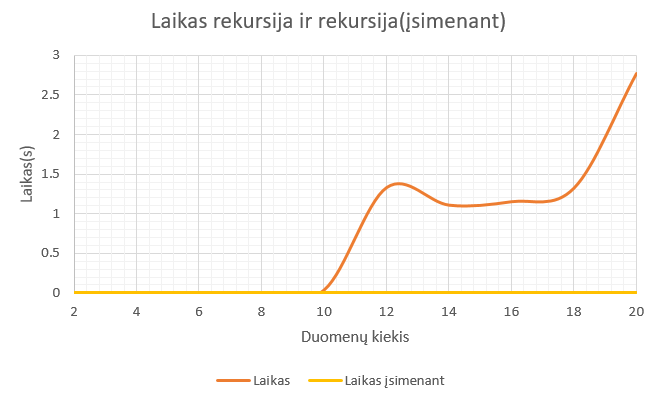 Laikas rekursija ir rekursija(įsimenant)
3
2.5
2
1.5
1
0.5
0
Laikas(s)
2 4 6 8 10 12 14 16 18 20
Duomenų kiekis
Laikas Laikas įsimenant